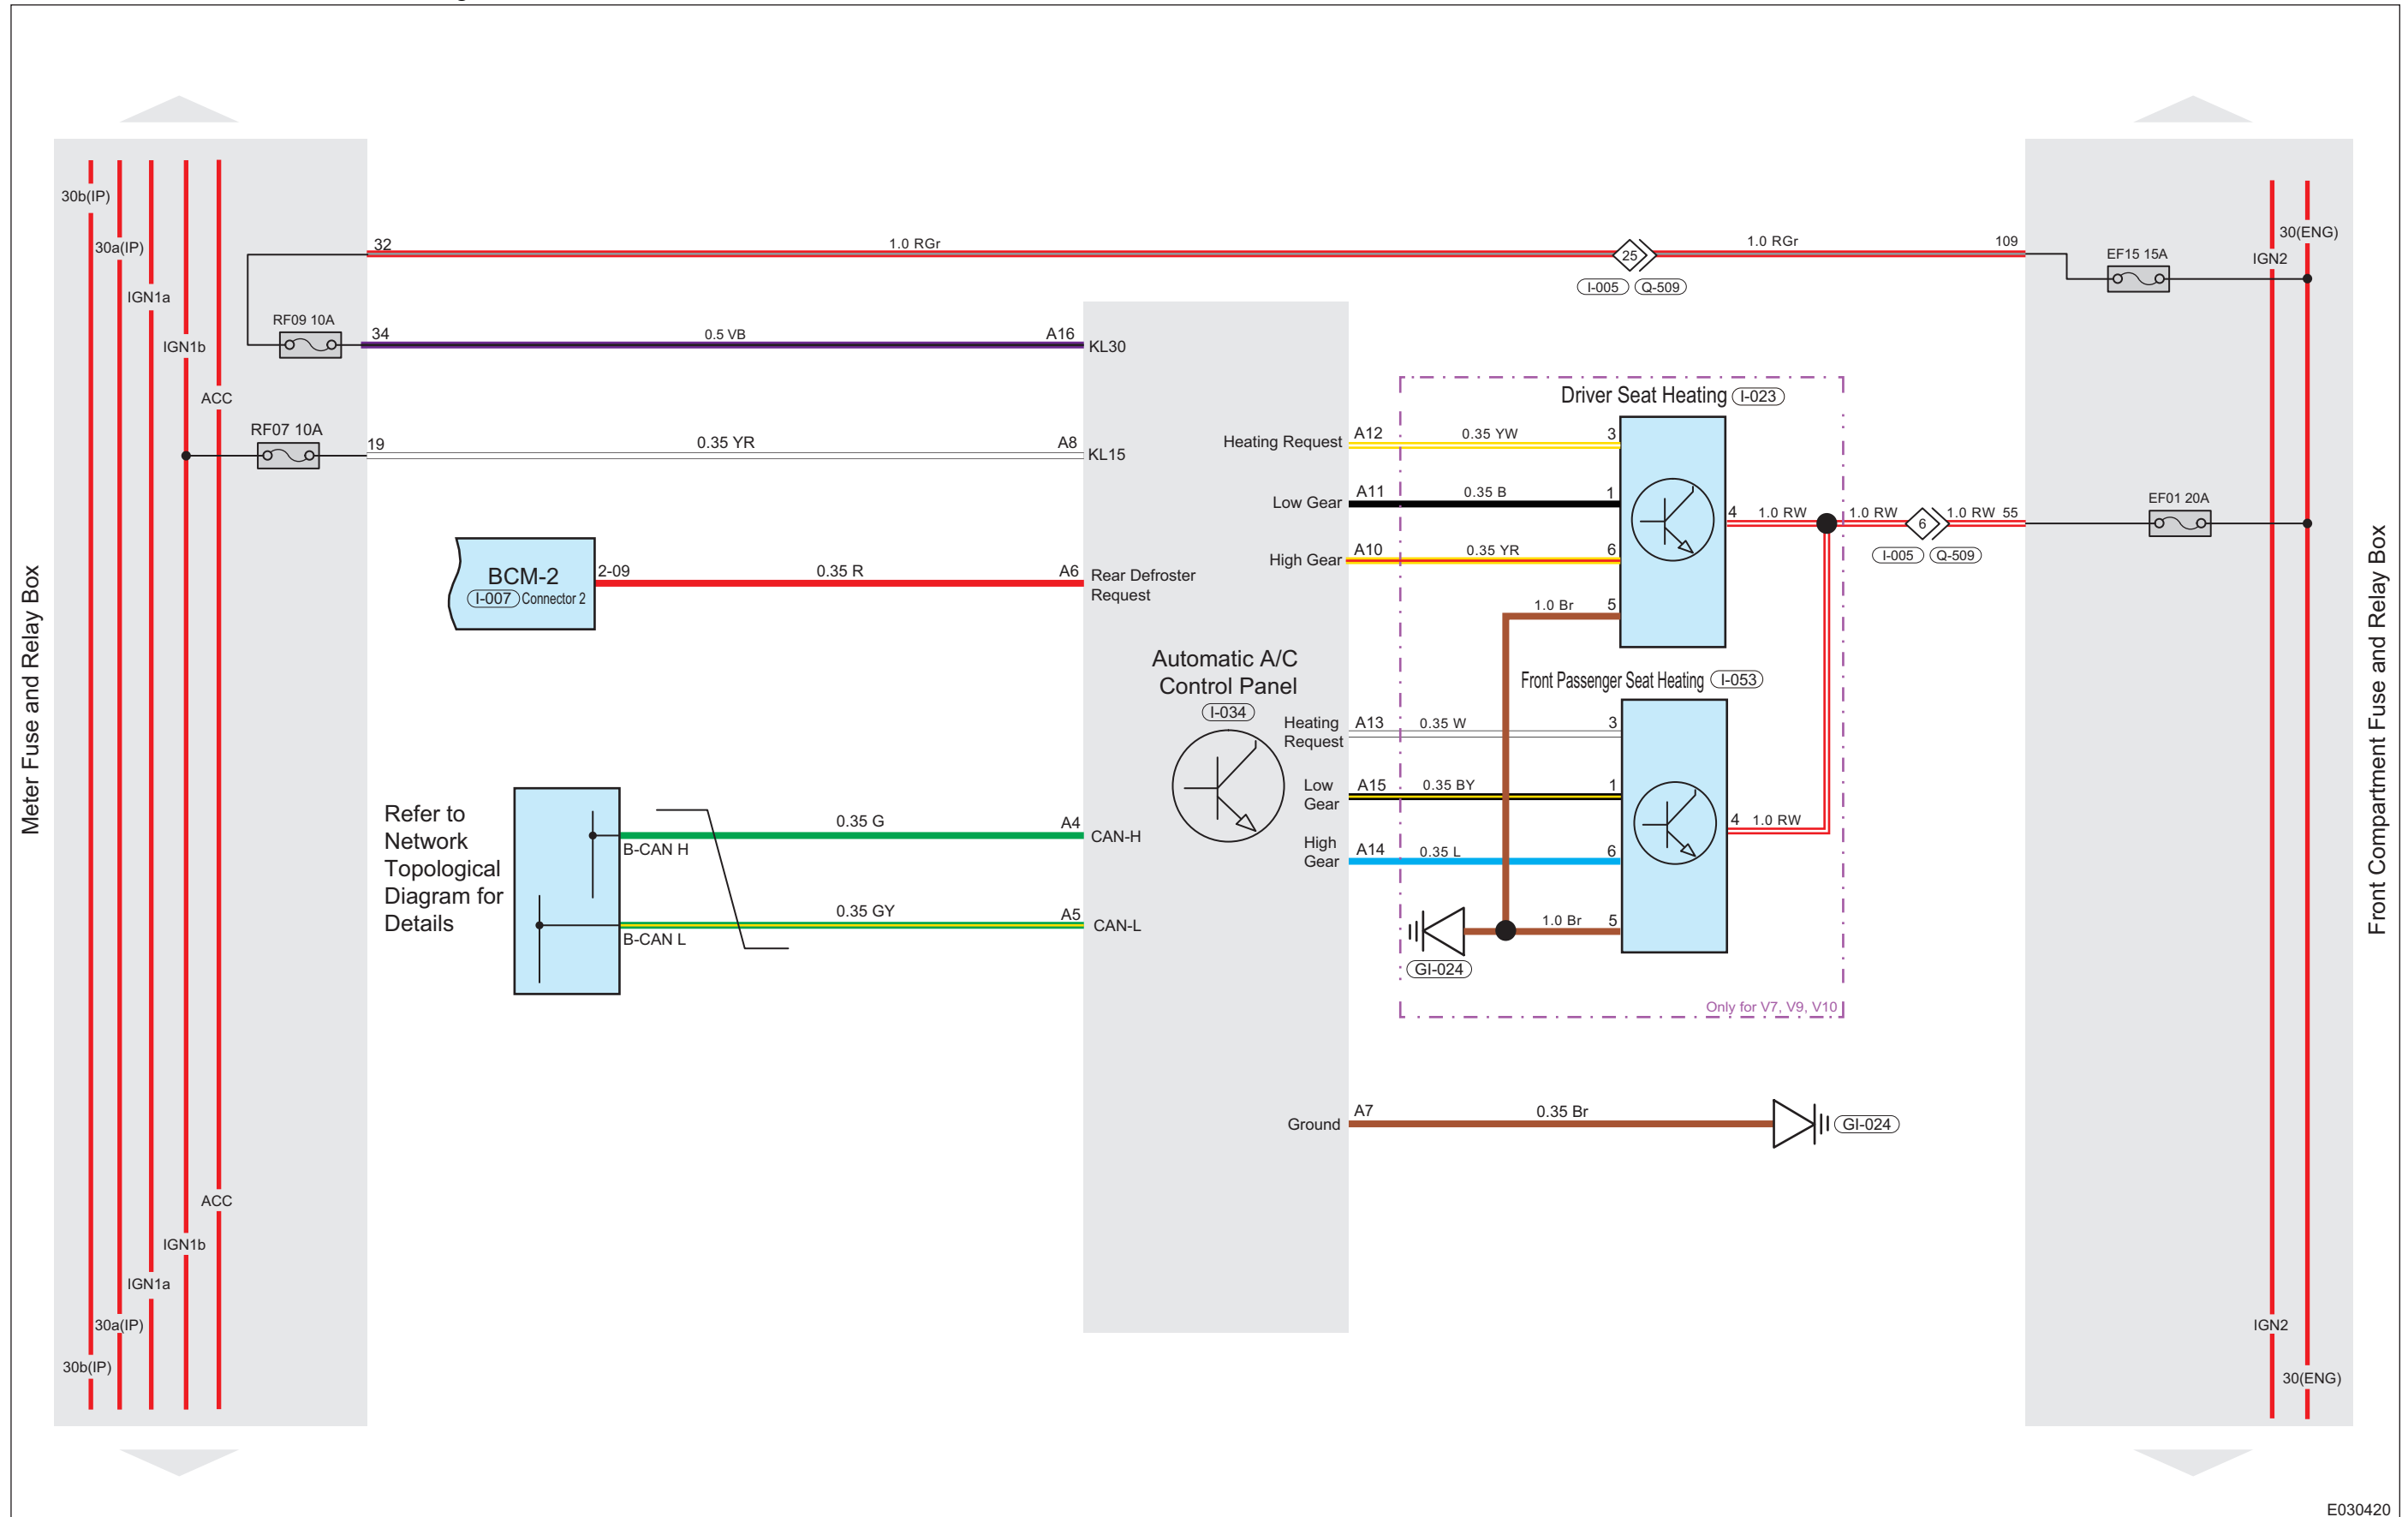 Meter Fuse and Relay Box
30b(IP)
30a(IP)
IGN1a
IGN1b
ACC
RF09 10A
RF07 10A
32
1.0 RGr
25
I-005
Q-509
1.0 RGr
109
EF15 15A
IGN2
30(ENG)
34
0.5 VB
A16
KL30
19
0.35 YR
A8
KL15
BCM-2
I-007
Connector 2
2-09
0.35 R
A6
Rear Defroster
Request
Automatic A/C
Control Panel
I-034
Refer to
Network
Topological
Diagram for
Details
B-CAN H
0.35 G
A4
CAN-H
B-CAN L
0.35 GY
A5
CAN-L
Driver Seat Heating
I-023
Heating Request
A12
0.35 YW
3
Low Gear
A11
0.35 B
1
High Gear
A10
0.35 YR
6
1.0 Br
5
4
1.0 RW
1.0 RW
6
1.0 RW
55
I-005
Q-509
EF01 20A
Front Passenger Seat Heating
I-053
Heating
Request
A13
0.35 W
3
Low
Gear
A15
0.35 BY
1
High
Gear
A14
0.35 L
6
4
1.0 RW
1.0 Br
5
GI-024
Only for V7, V9, V10
Ground
A7
0.35 Br
GI-024
ACC
IGN1b
IGN1a
30a(IP)
30b(IP)
IGN2
30(ENG)
Front Compartment Fuse and Relay Box
E030420